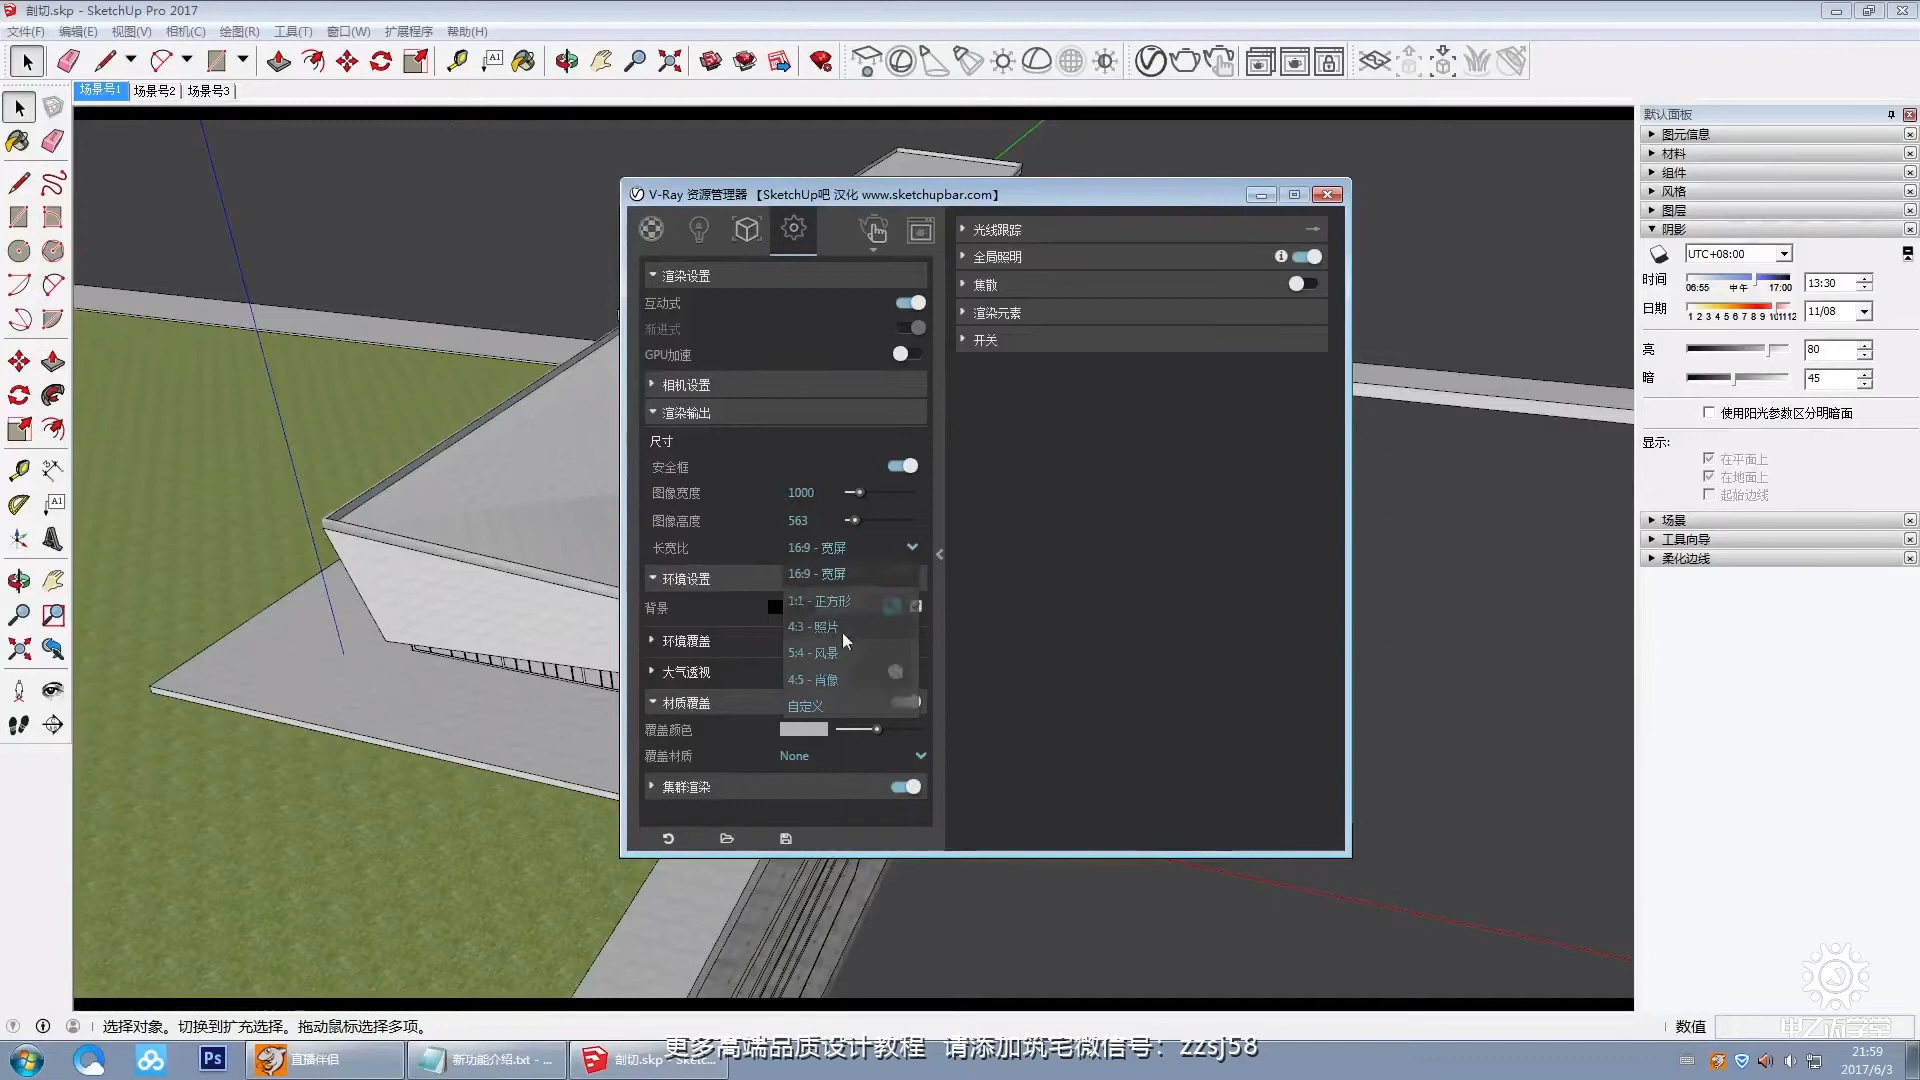 剖切.skp - SketchUp Pro 2017
文件(F) 编辑(E) 视图(V) 相机(C) 绘图(R) 工具(T) 窗口(W) 扩展程序 帮助(H)
场景号1 场景号2 场景号3
默认面板
图元信息
材料
组件
风格
图层
阴影
UTC+08:00
时间 06:55 中午 17:00 13:30
日期 1 2 3 4 5 6 7 8 9 101112 11/08
亮 80
暗 45
使用阳光参数区分明暗面
显示:
在平面上
在地面上
起始边线
场景
工具向导
柔化边线
V-Ray 资源管理器 【SketchUp吧 汉化 www.sketchupbar.com】
渲染设置
互动式
渐进式
GPU加速
相机设置
渲染输出
尺寸
安全框
图像宽度 1000
图像高度 563
长宽比 16:9 - 宽屏
16:9 - 宽屏
1:1 - 正方形
4:3 - 照片
5:4 - 风景
4:5 - 肖像
自定义
环境设置
背景
环境覆盖
大气透视
材质覆盖
覆盖颜色
覆盖材质 None
集群渲染
光线跟踪
全局照明
焦散
渲染元素
开关
选择对象。切换到扩充选择。拖动鼠标选择多项。
数值
更多高端品质设计教程 请添加筑宅微信号：zzsj58
直播伴侣
新功能介绍.txt - ...
剖切.skp - Sketc...
21:59
2017/6/3